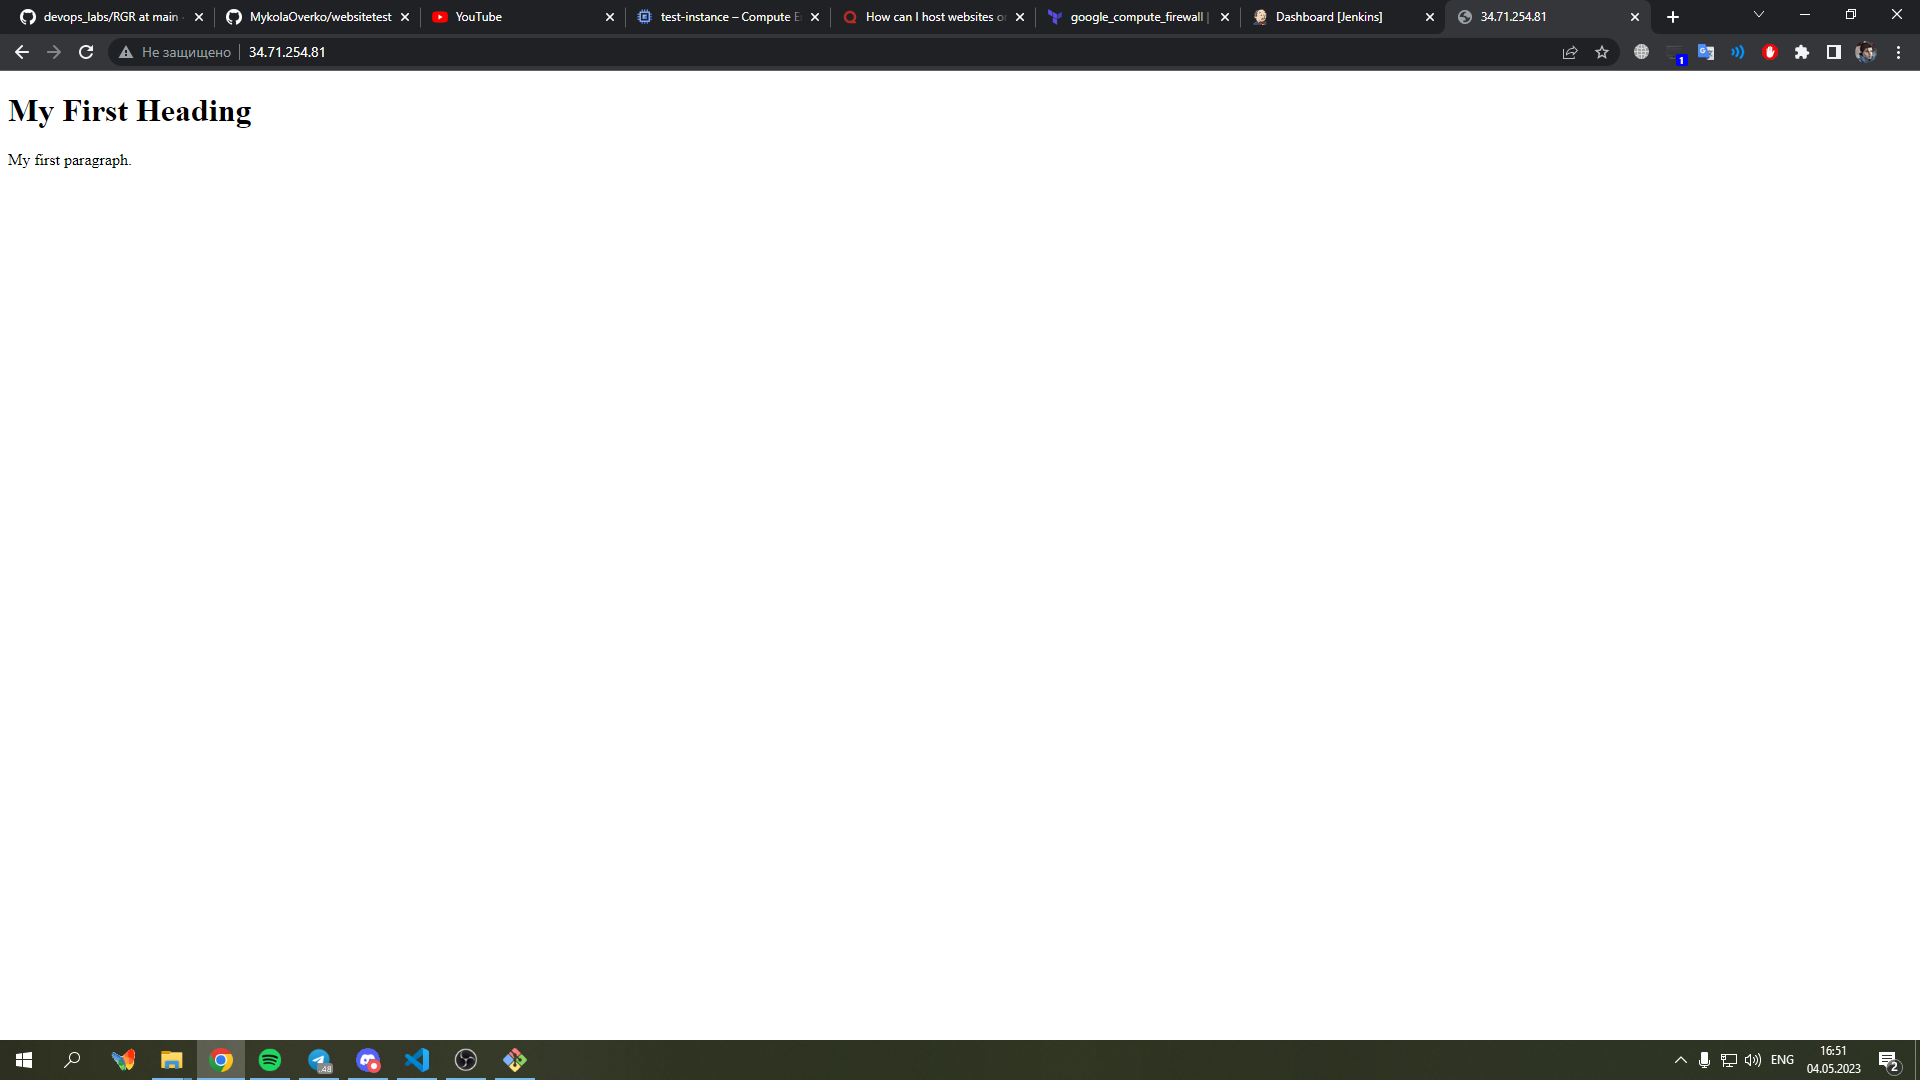 devops_labs/RGR at main
MykolaOverko/websitetest
YouTube
test-instance – Compute E
How can I host websites o
google_compute_firewall |
Dashboard [Jenkins]
34.71.254.81
Не защищено
34.71.254.81
1
My First Heading
My first paragraph.
48
ENG
16:51
04.05.2023
2